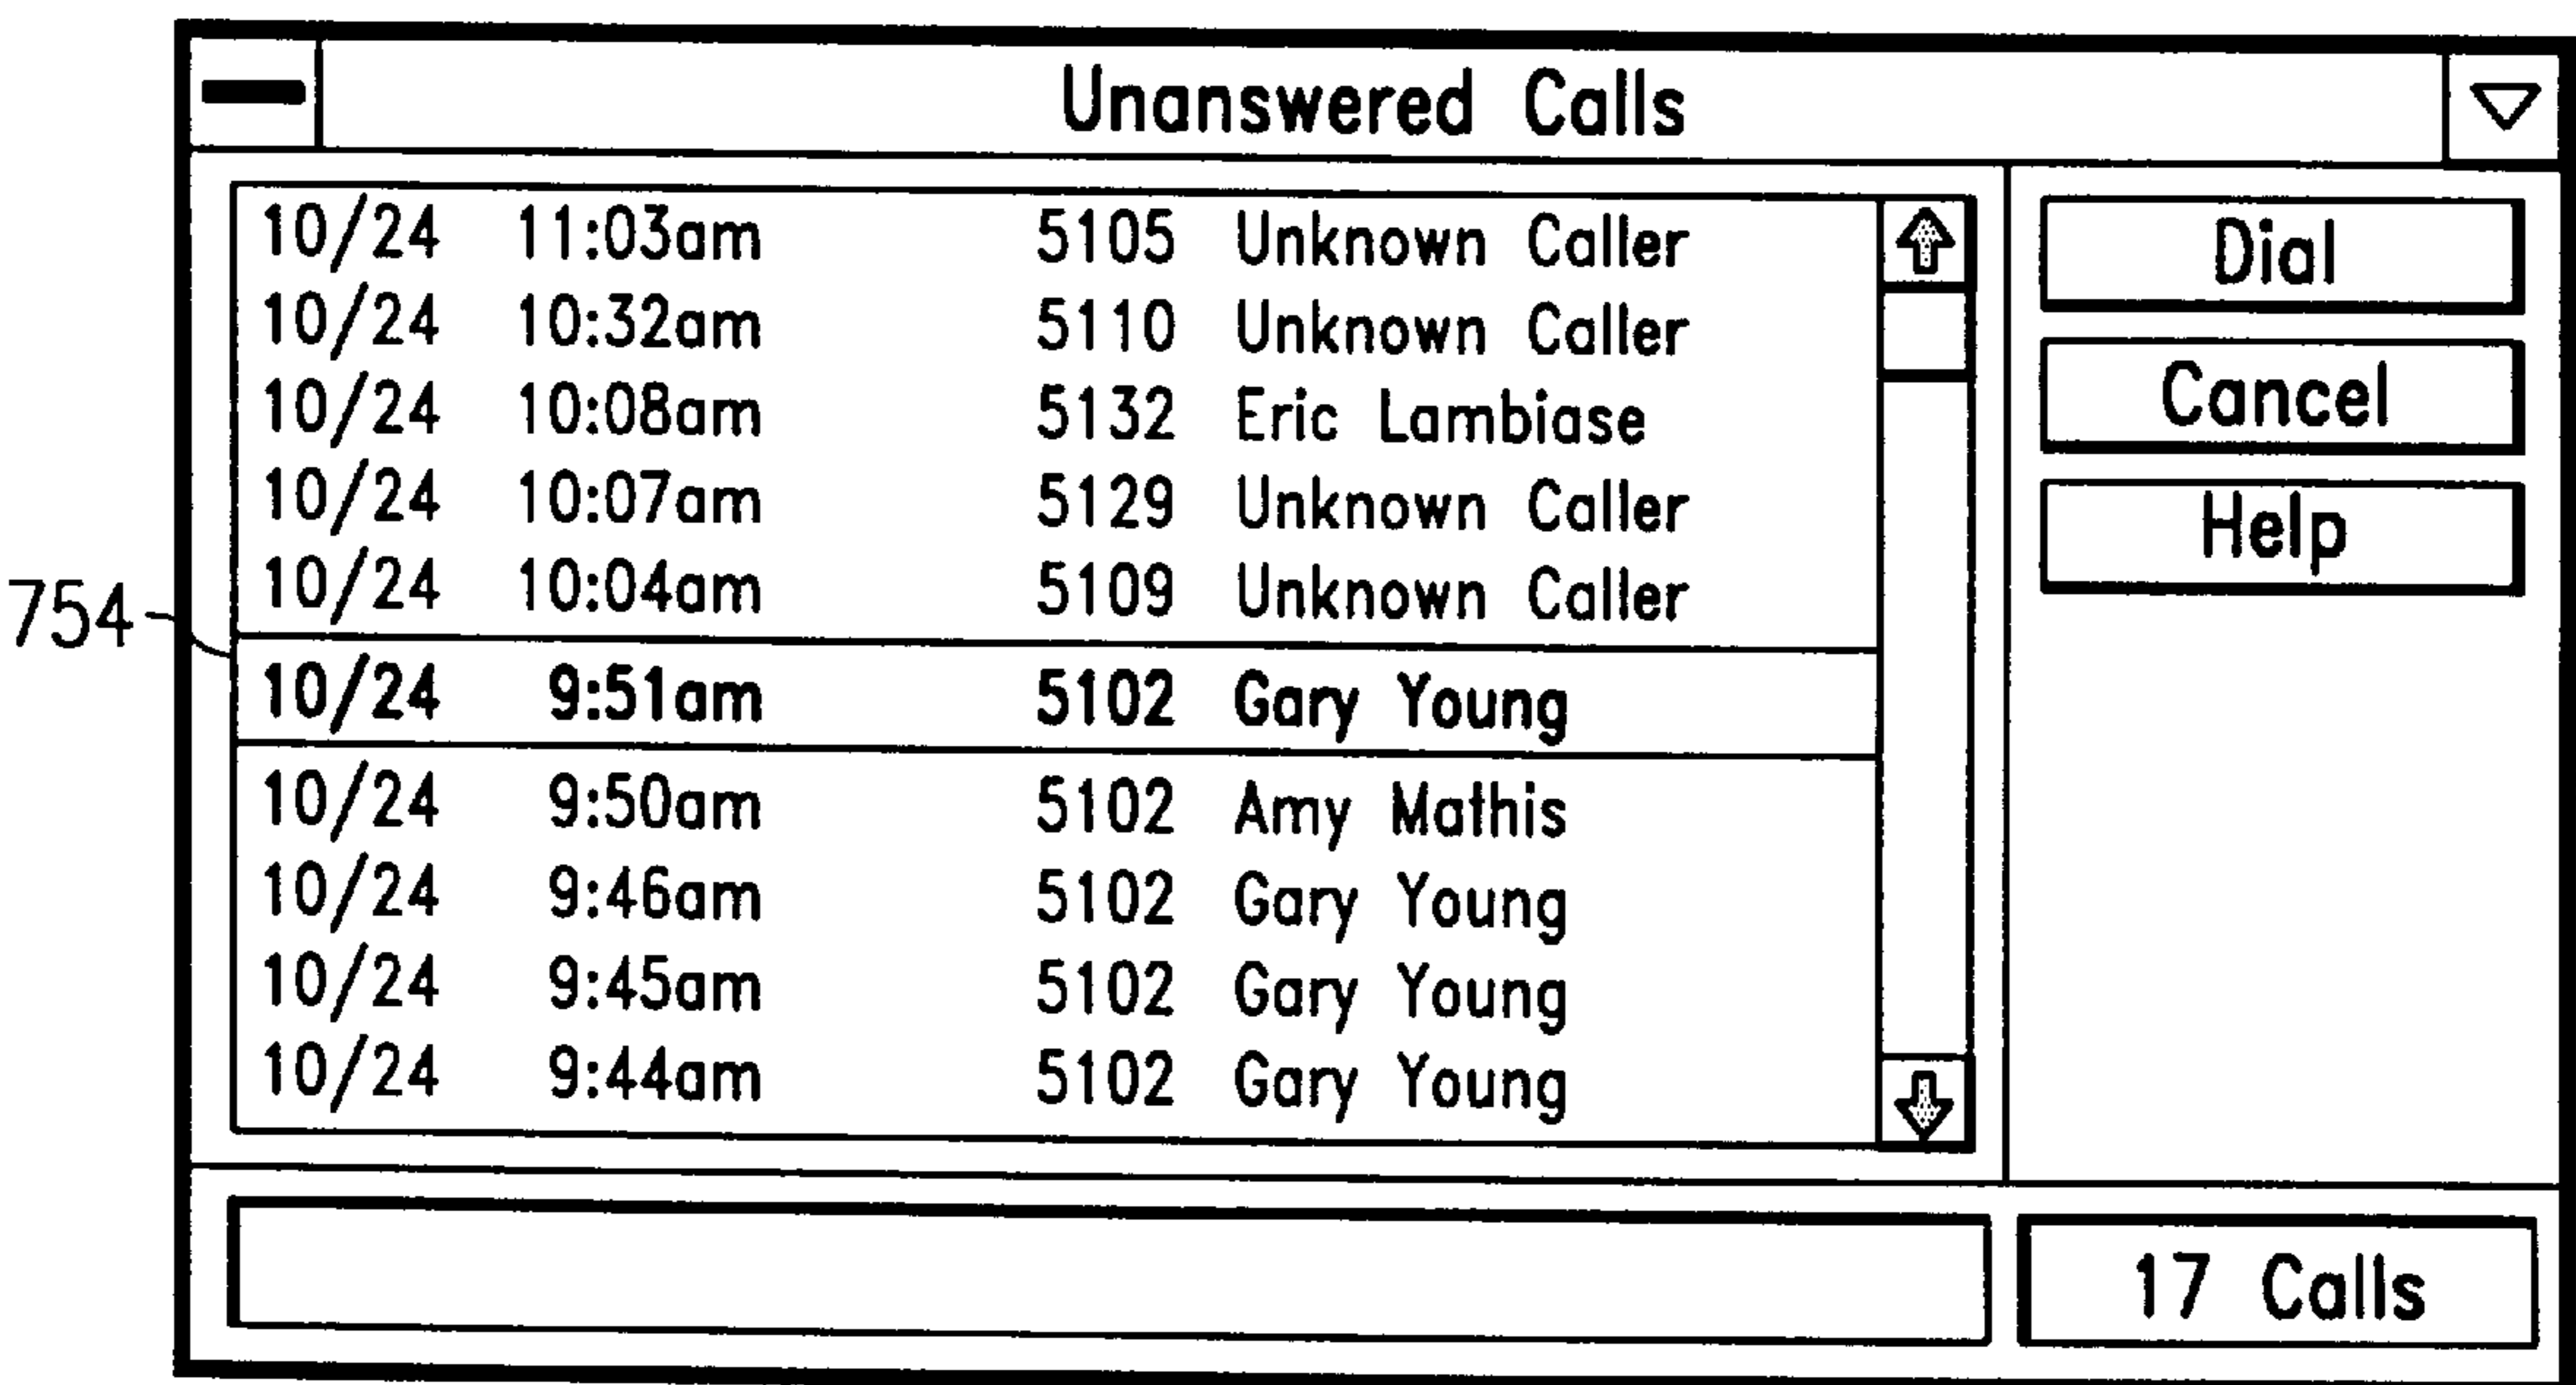 Unanswered Calls
10/24 11:03am 5105 Unknown Caller
10/24 10:32am 5110 Unknown Caller
10/24 10:08am 5132 Eric Lambiase
10/24 10:07am 5129 Unknown Caller
10/24 10:04am 5109 Unknown Caller
754
10/24 9:51am 5102 Gary Young
10/24 9:50am 5102 Amy Mathis
10/24 9:46am 5102 Gary Young
10/24 9:45am 5102 Gary Young
10/24 9:44am 5102 Gary Young
Dial
Cancel
Help
17 Calls